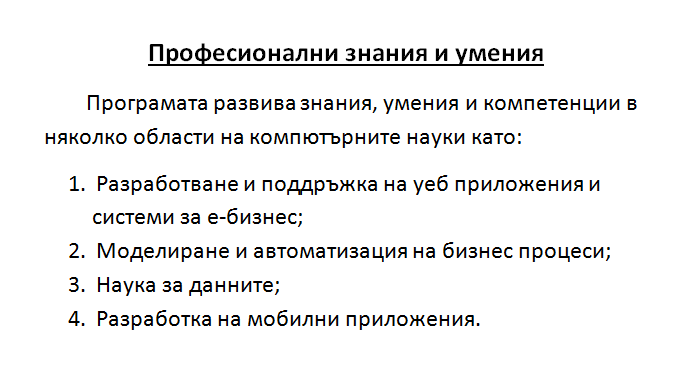 Професионални знания и умения
Програмата развива знания, умения и компетенции в
няколко области на компютърните науки като:
1. Разработване и поддръжка на уеб приложения и
системи за е-бизнес;
2. Моделиране и автоматизация на бизнес процеси;
3. Наука за данните;
4. Разработка на мобилни приложения.